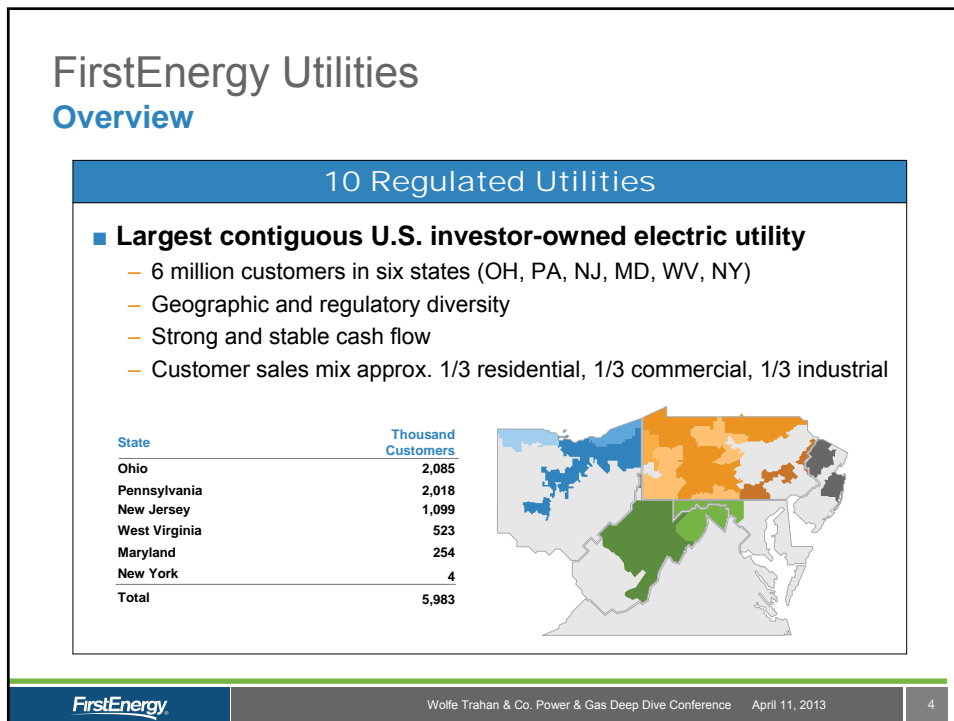 FirstEnergy Utilities
Overview
10 Regulated Utilities
■ Largest contiguous U.S. investor-owned electric utility
– 6 million customers in six states (OH, PA, NJ, MD, WV, NY)
– Geographic and regulatory diversity
– Strong and stable cash flow
– Customer sales mix approx. 1/3 residential, 1/3 commercial, 1/3 industrial
State Thousand Customers
Ohio 2,085
Pennsylvania 2,018
New Jersey 1,099
West Virginia 523
Maryland 254
New York 4
Total 5,983
FirstEnergy
Wolfe Trahan & Co. Power & Gas Deep Dive Conference April 11, 2013 4